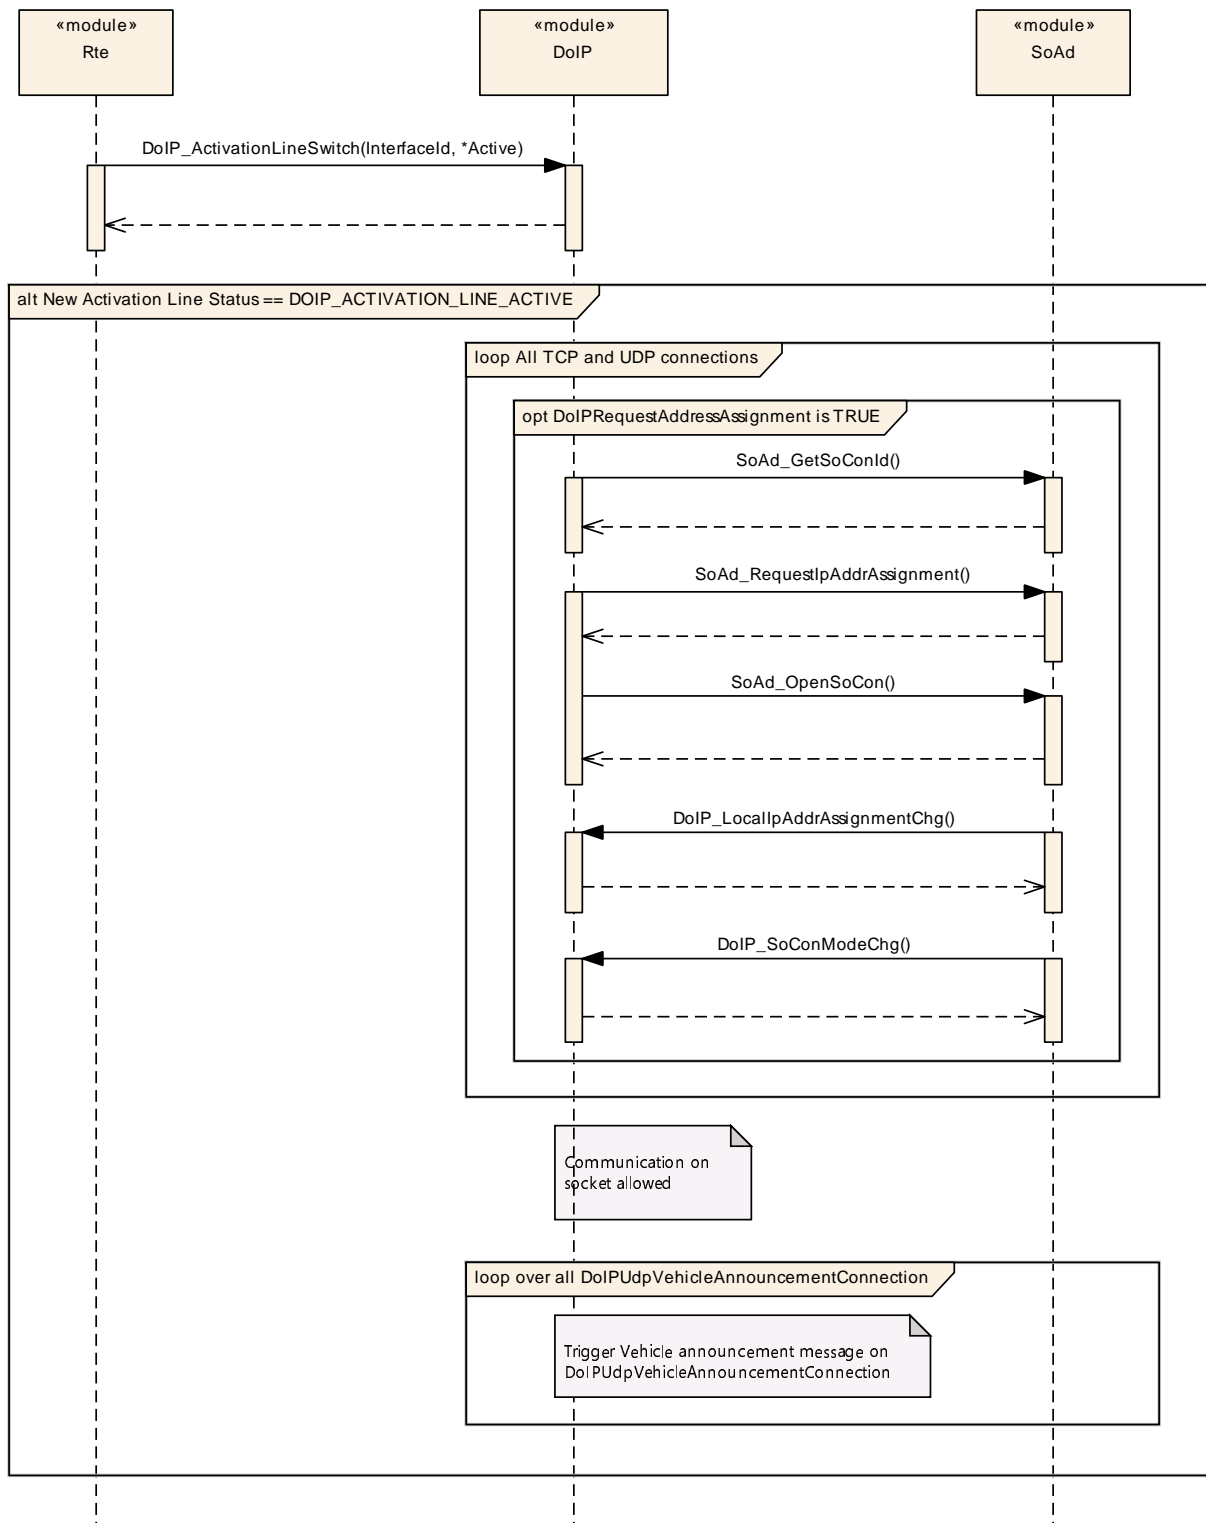 «module»
Rte
«module»
DoIP
«module»
SoAd
DoIP_ActivationLineSwitch(InterfaceId, *Active)
alt New Activation Line Status == DOIP_ACTIVATION_LINE_ACTIVE
loop All TCP and UDP connections
opt DoIPRequestAddressAssignment is TRUE
SoAd_GetSoConId()
SoAd_RequestIpAddrAssignment()
SoAd_OpenSoCon()
DoIP_LocalIpAddrAssignmentChg()
DoIP_SoConModeChg()
Communication on
socket allowed
loop over all DoIPUdpVehicleAnnouncementConnection
Trigger Vehicle announcement message on
DoIPUdpVehicleAnnouncementConnection